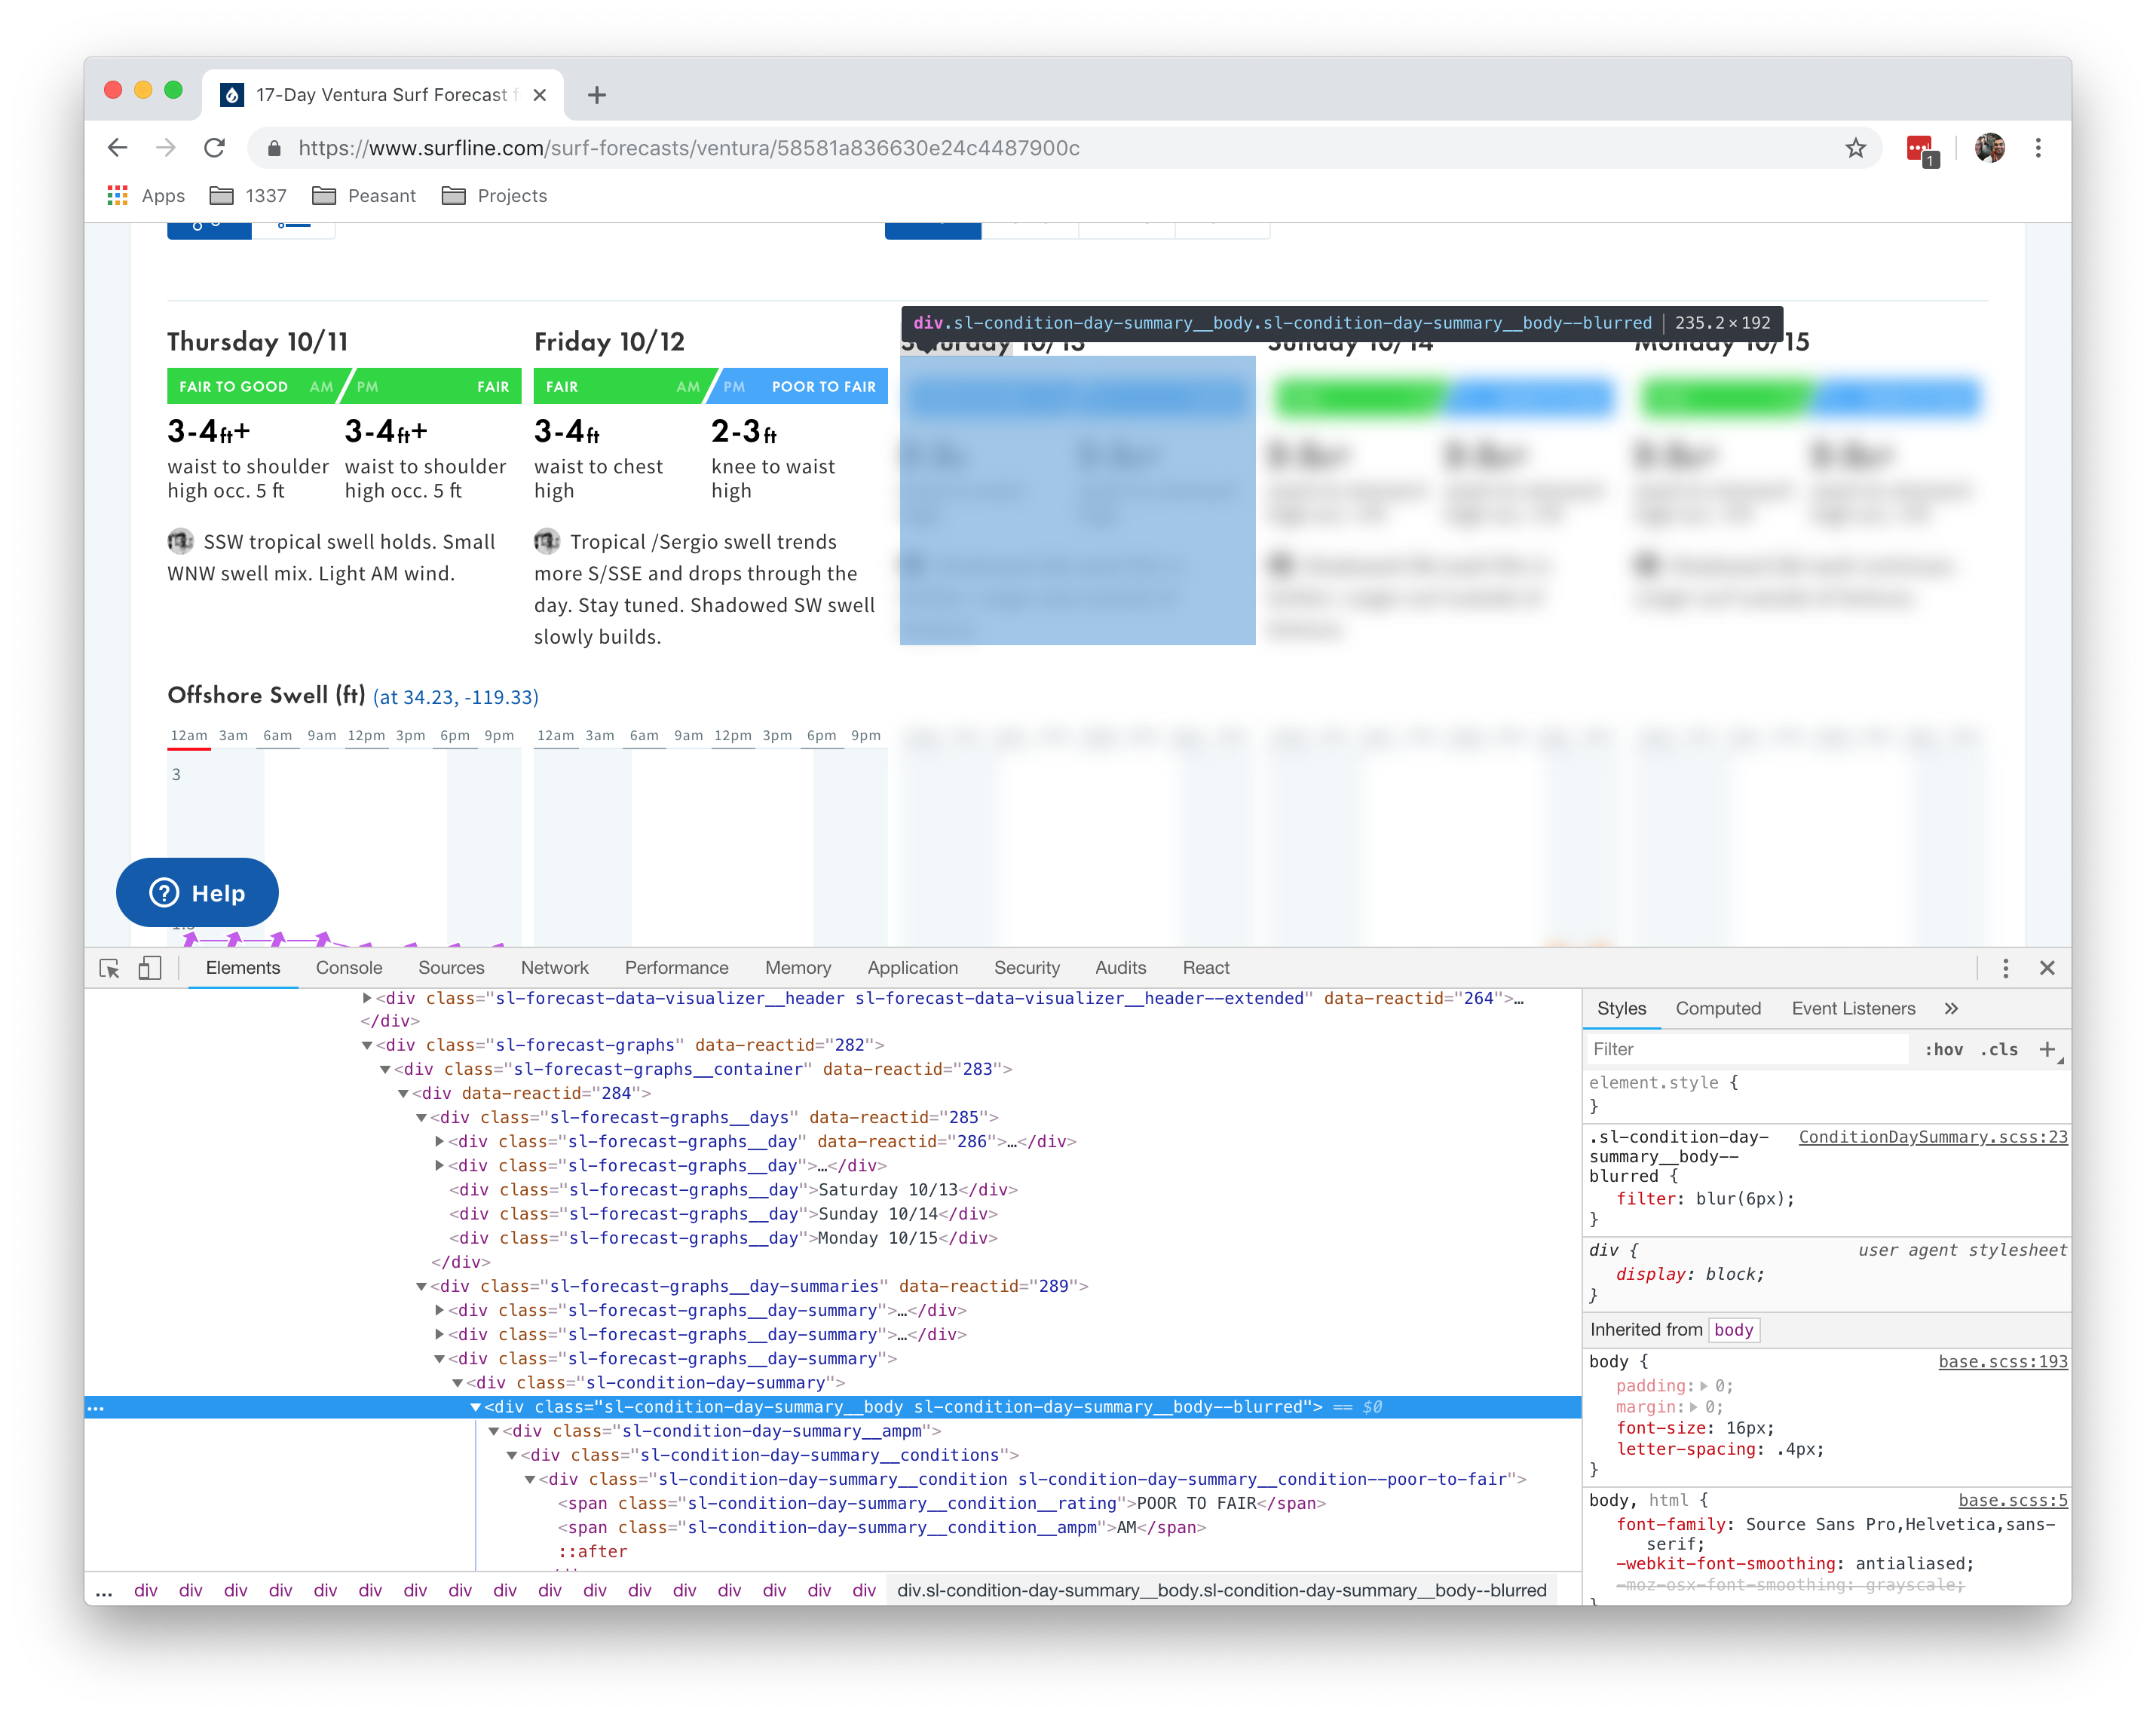 17-Day Ventura Surf Forecast f
https://www.surfline.com/surf-forecasts/ventura/58581a836630e24c4487900c
1
Apps 1337 Peasant Projects
div.sl-condition-day-summary__body.sl-condition-day-summary__body--blurred 235.2 × 192
Thursday 10/11 Friday 10/12 Saturday 10/13 Sunday 10/14 Monday 10/15
FAIR TO GOOD AM PM FAIR FAIR AM PM POOR TO FAIR
3-4ft+ 3-4ft+ 3-4ft 2-3ft
waist to shoulder waist to shoulder waist to chest knee to waist
high occ. 5 ft high occ. 5 ft high high
SSW tropical swell holds. Small Tropical /Sergio swell trends
WNW swell mix. Light AM wind. more S/SSE and drops through the
day. Stay tuned. Shadowed SW swell
slowly builds.
Offshore Swell (ft) (at 34.23, -119.33)
12am 3am 6am 9am 12pm 3pm 6pm 9pm 12am 3am 6am 9am 12pm 3pm 6pm 9pm
3
Help
Elements Console Sources Network Performance Memory Application Security Audits React
<div class="sl-forecast-data-visualizer__header sl-forecast-data-visualizer__header--extended" data-reactid="264">…
</div>
<div class="sl-forecast-graphs" data-reactid="282">
<div class="sl-forecast-graphs__container" data-reactid="283">
<div data-reactid="284">
<div class="sl-forecast-graphs__days" data-reactid="285">
<div class="sl-forecast-graphs__day" data-reactid="286">…</div>
<div class="sl-forecast-graphs__day">…</div>
<div class="sl-forecast-graphs__day">Saturday 10/13</div>
<div class="sl-forecast-graphs__day">Sunday 10/14</div>
<div class="sl-forecast-graphs__day">Monday 10/15</div>
</div>
<div class="sl-forecast-graphs__day-summaries" data-reactid="289">
<div class="sl-forecast-graphs__day-summary">…</div>
<div class="sl-forecast-graphs__day-summary">…</div>
<div class="sl-forecast-graphs__day-summary">
<div class="sl-condition-day-summary">
… <div class="sl-condition-day-summary__body sl-condition-day-summary__body--blurred"> == $0
<div class="sl-condition-day-summary__ampm">
<div class="sl-condition-day-summary__conditions">
<div class="sl-condition-day-summary__condition sl-condition-day-summary__condition--poor-to-fair">
<span class="sl-condition-day-summary__condition__rating">POOR TO FAIR</span>
<span class="sl-condition-day-summary__condition__ampm">AM</span>
::after
… div div div div div div div div div div div div div div div div div div.sl-condition-day-summary__body.sl-condition-day-summary__body--blurred
Styles Computed Event Listeners »
Filter :hov .cls +
element.style {
}
.sl-condition-day- ConditionDaySummary.scss:23
summary__body--
blurred {
filter: blur(6px);
}
div { user agent stylesheet
display: block;
}
Inherited from body
body { base.scss:193
padding: 0;
margin: 0;
font-size: 16px;
letter-spacing: .4px;
}
body, html { base.scss:5
font-family: Source Sans Pro,Helvetica,sans-
serif;
-webkit-font-smoothing: antialiased;
-moz-osx-font-smoothing: grayscale;
}